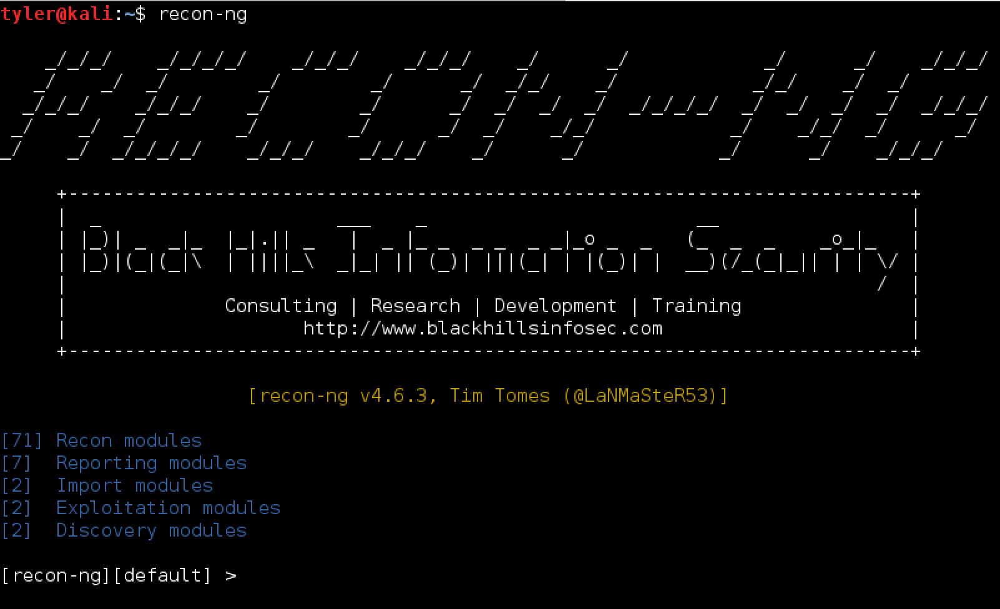 tyler@kali:~$ recon-ng
RECON-NG
Black Hills Information Security
Consulting | Research | Development | Training
http://www.blackhillsinfosec.com
[recon-ng v4.6.3, Tim Tomes (@LaNMaSteR53)]
[71] Recon modules
[7]  Reporting modules
[2]  Import modules
[2]  Exploitation modules
[2]  Discovery modules
[recon-ng][default] >